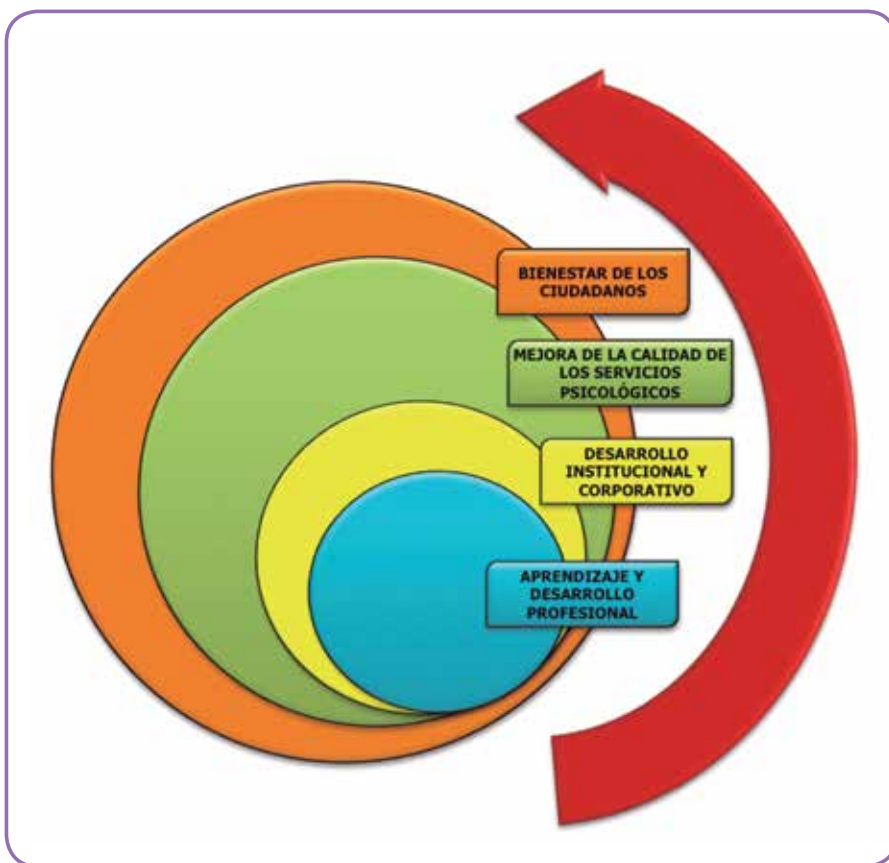 BIENESTAR DE LOS
CIUDADANOS
MEJORA DE LA CALIDAD DE
LOS SERVICIOS
PSICOLÓGICOS
DESARROLLO
INSTITUCIONAL Y
CORPORATIVO
APRENDIZAJE Y
DESARROLLO
PROFESIONAL